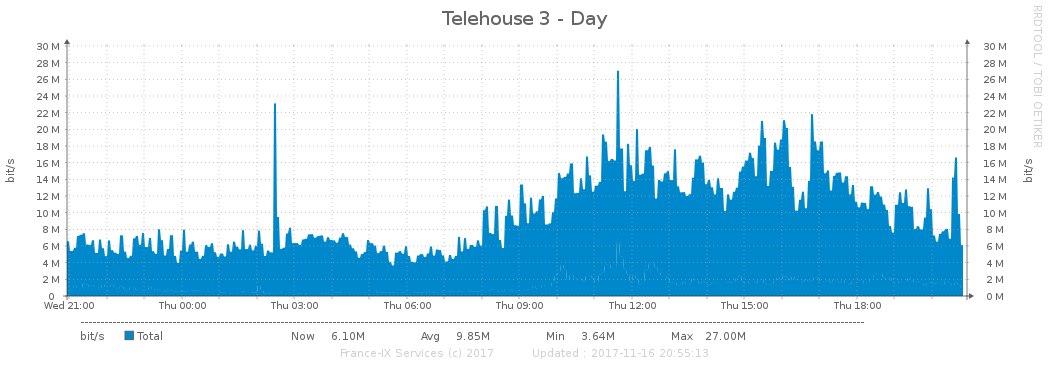 Telehouse 3 - Day
RRDTOOL / TOBI OETIKER
bit/s
30 M 30 M
28 M 28 M
26 M 26 M
24 M 24 M
22 M 22 M
20 M 20 M
18 M 18 M
16 M 16 M
14 M 14 M
12 M 12 M
10 M 10 M
8 M 8 M
6 M 6 M
4 M 4 M
2 M 2 M
0 0 M
bit/s
Wed 21:00 Thu 00:00 Thu 03:00 Thu 06:00 Thu 09:00 Thu 12:00 Thu 15:00 Thu 18:00
bit/s Total Now 6.10M Avg 9.85M Min 3.64M Max 27.00M
France-IX Services (c) 2017 Updated : 2017-11-16 20:55:13